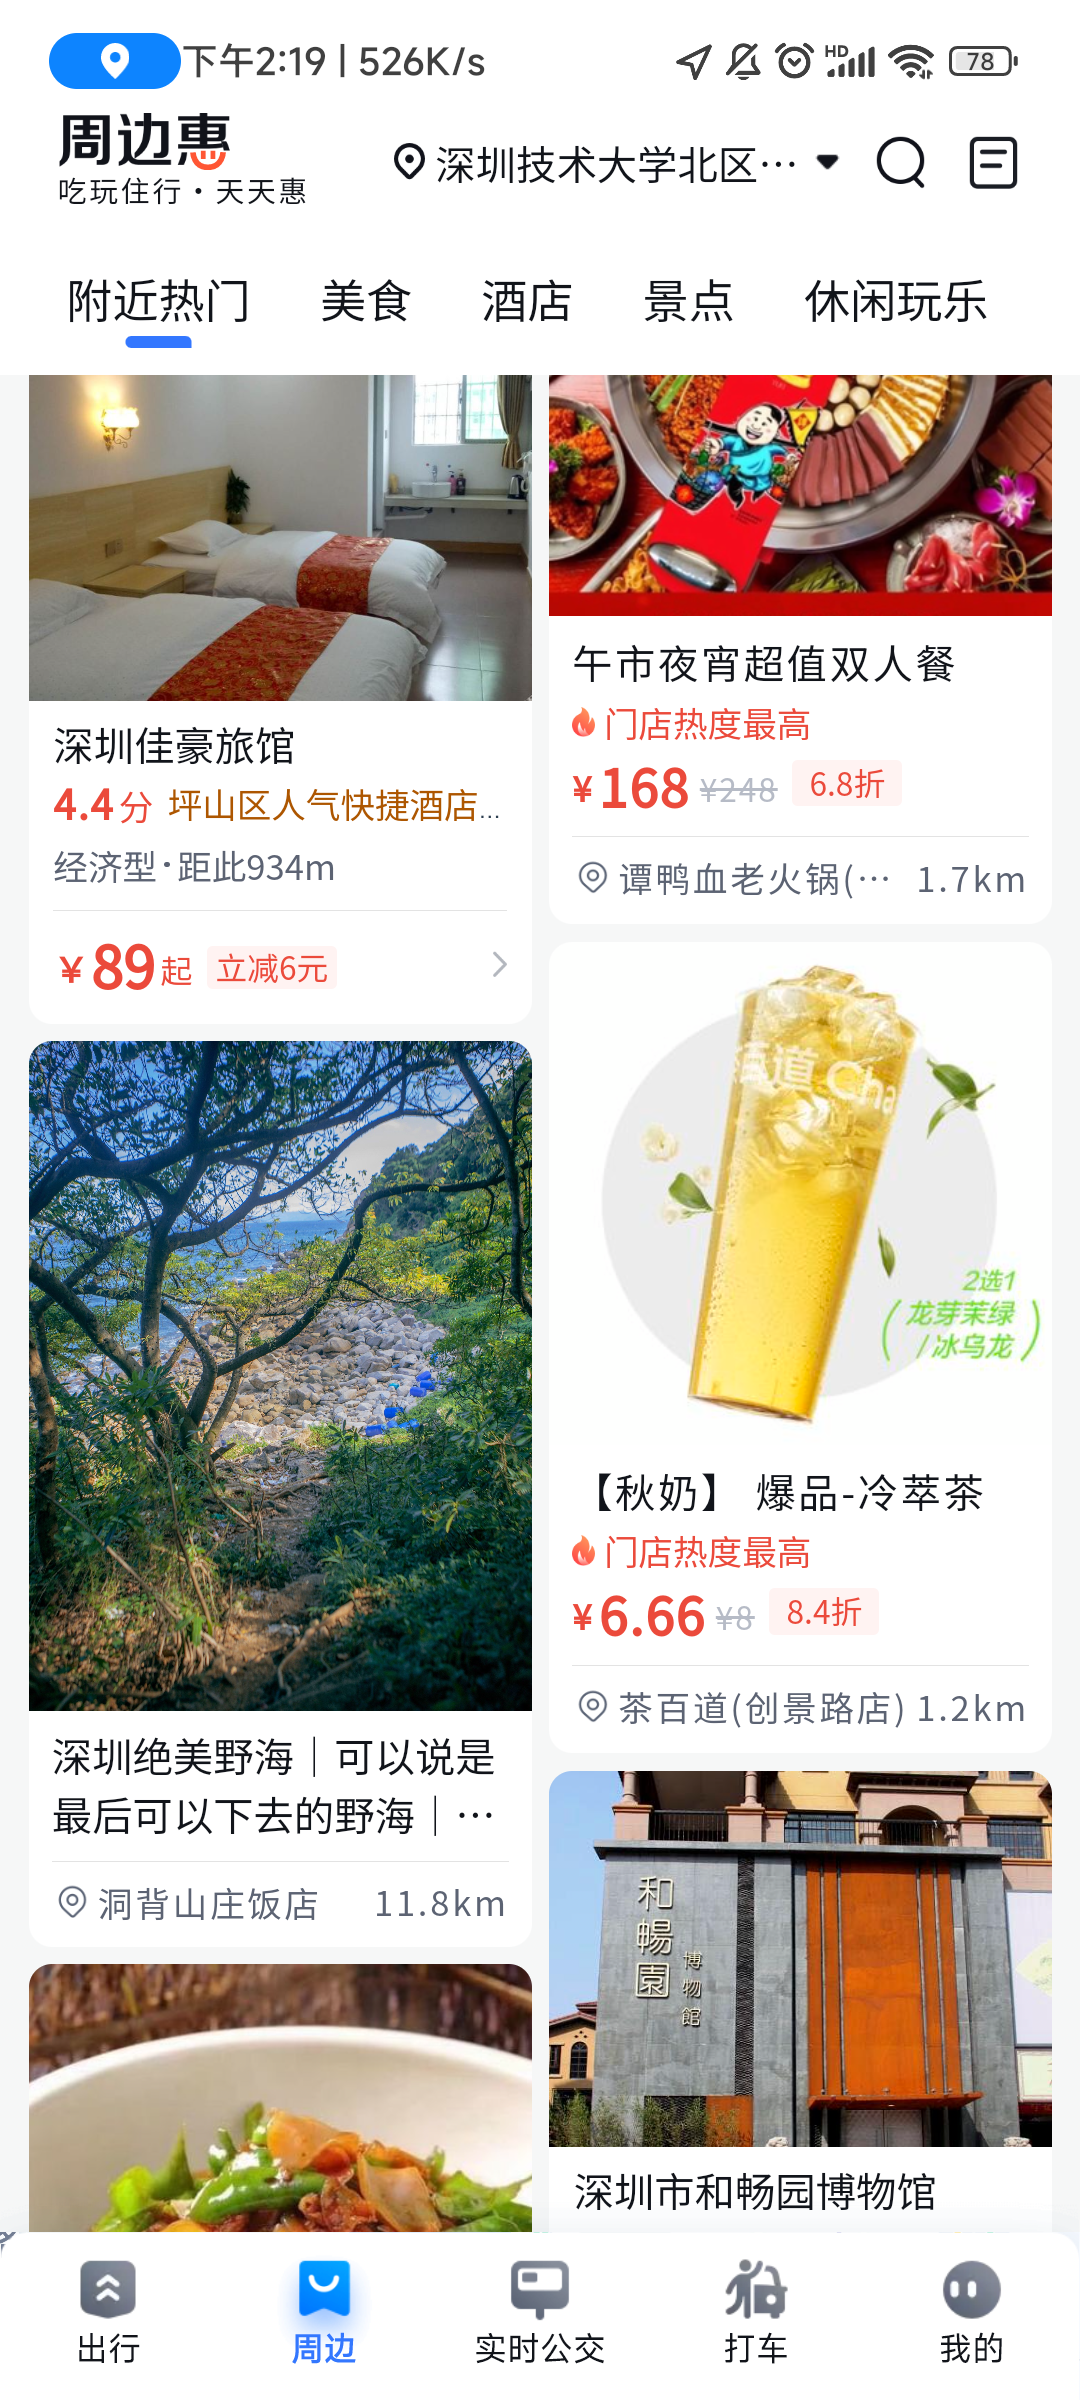 下午2:19 | 526K/s
HD
78
周边惠
吃玩住行·天天惠
深圳技术大学北区…
附近热门
美食
酒店
景点
休闲玩乐
深圳佳豪旅馆
4.4分 坪山区人气快捷酒店...
经济型·距此934m
¥89起 立减6元
午市夜宵超值双人餐
门店热度最高
¥168 ¥248 6.8折
谭鸭血老火锅(… 1.7km
道 Cha
2选1
(龙芽茉绿
/冰乌龙)
【秋奶】 爆品-冷萃茶
门店热度最高
¥6.66 ¥8 8.4折
茶百道(创景路店) 1.2km
深圳绝美野海｜可以说是
最后可以下去的野海｜…
洞背山庄饭店 11.8km
和暢園
博物館
深圳市和畅园博物馆
出行
周边
实时公交
打车
我的